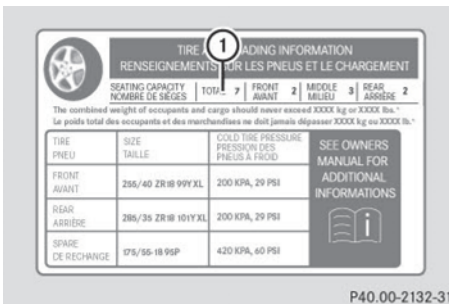 1
TIRE AND LOADING INFORMATION
RENSEIGNEMENTS SUR LES PNEUS ET LE CHARGEMENT
SEATING CAPACITY TOTAL 7 FRONT 2 MIDDLE 3 REAR 2
NOMBRE DE SIÈGES AVANT MILIEU ARRIÈRE
The combined weight of occupants and cargo should never exceed XXXX kg or XXXX lbs.*
Le poids total des occupants et des marchandises ne doit jamais dépasser XXXX kg ou XXXX lb.*
TIRE SIZE COLD TIRE PRESSURE SEE OWNERS
PNEU TAILLE PRESSION DES MANUAL FOR
PNEUS À FROID ADDITIONAL
INFORMATIONS
FRONT
AVANT 255/40 ZR18 99Y XL 200 KPA, 29 PSI
REAR
ARRIÈRE 285/35 ZR18 101Y XL 200 KPA, 29 PSI
SPARE
DE RECHANGE 175/55-18 95P 420 KPA, 60 PSI
i
P40.00-2132-31